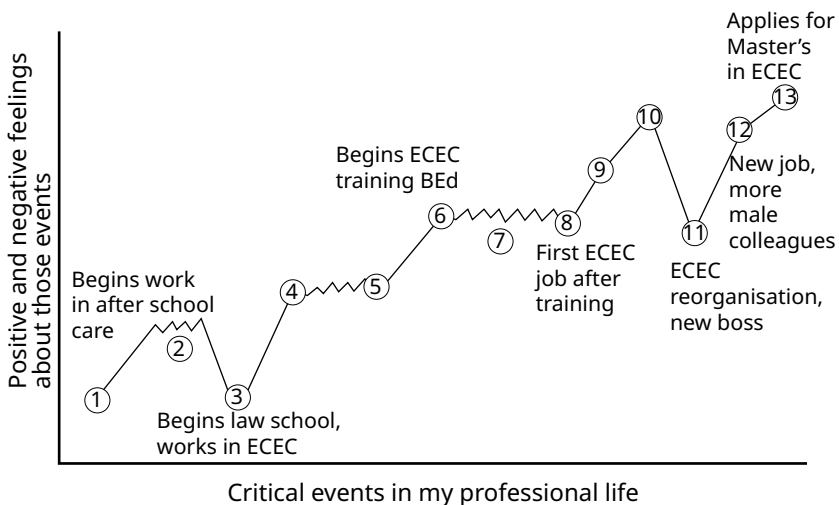 Applies for
Master’s
in ECEC
13
10
12
Begins ECEC
training BEd
9
New job,
more
male
colleagues
6
7
8
11
First ECEC
job after
training
ECEC
reorganisation,
new boss
Begins work
in after school
care
4
5
2
1
3
Begins law school,
works in ECEC
Positive and negative feelings
about those events
Critical events in my professional life